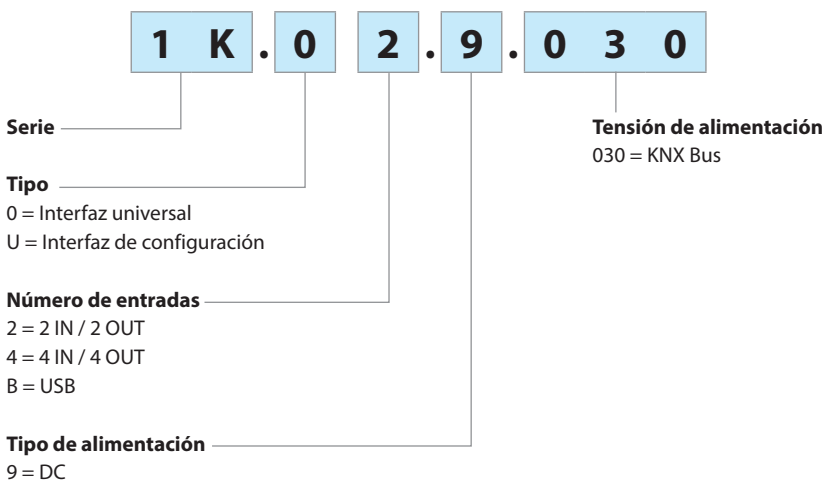 1 K . 0 2 . 9 . 0 3 0
Serie
Tipo
0 = Interfaz universal
U = Interfaz de configuración
Número de entradas
2 = 2 IN / 2 OUT
4 = 4 IN / 4 OUT
B = USB
Tipo de alimentación
9 = DC
Tensión de alimentación
030 = KNX Bus